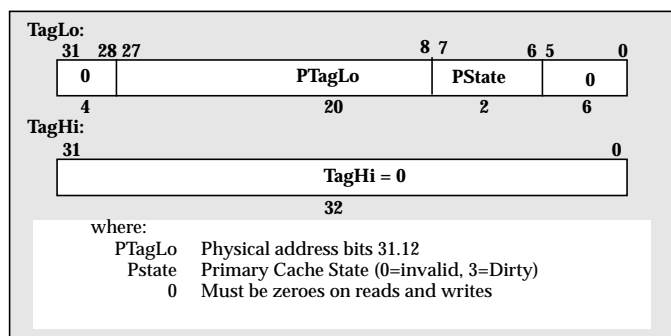 TagLo:
31 28 27 8 7 6 5 0
0 PTagLo PState 0
4 20 2 6
TagHi:
31 0
TagHi = 0
32
where:
PTagLo Physical address bits 31.12
Pstate Primary Cache State (0=invalid, 3=Dirty)
0 Must be zeroes on reads and writes